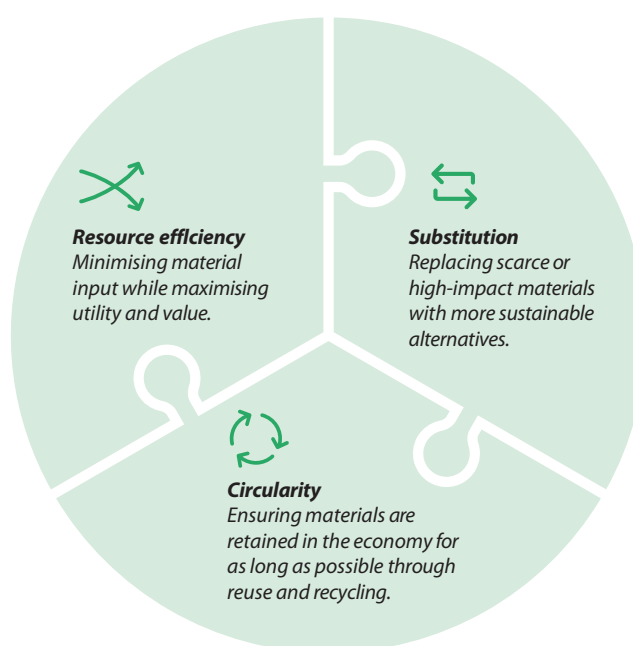 Resource efficiency
Minimising material
input while maximising
utility and value.
Substitution
Replacing scarce or
high-impact materials
with more sustainable
alternatives.
Circularity
Ensuring materials are
retained in the economy for
as long as possible through
reuse and recycling.